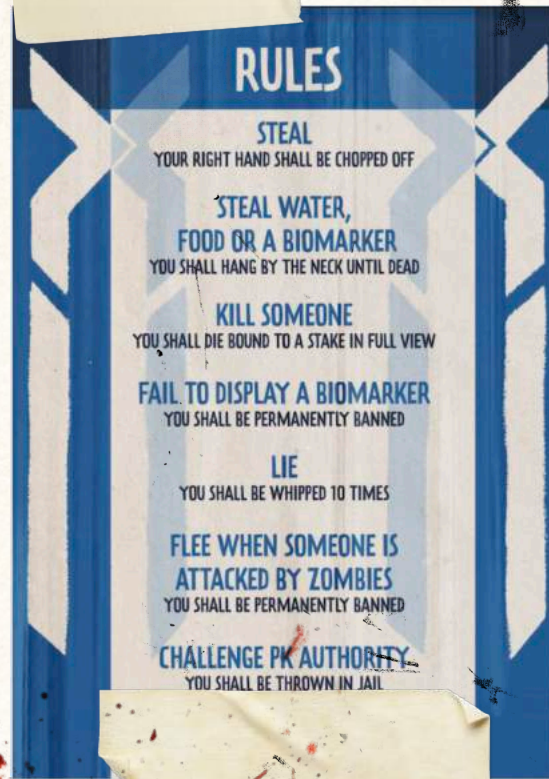 RULES
STEAL
YOUR RIGHT HAND SHALL BE CHOPPED OFF
STEAL WATER,
FOOD OR A BIOMARKER
YOU SHALL HANG BY THE NECK UNTIL DEAD
KILL SOMEONE
YOU SHALL DIE BOUND TO A STAKE IN FULL VIEW
FAIL TO DISPLAY A BIOMARKER
YOU SHALL BE PERMANENTLY BANNED
LIE
YOU SHALL BE WHIPPED 10 TIMES
FLEE WHEN SOMEONE IS
ATTACKED BY ZOMBIES
YOU SHALL BE PERMANENTLY BANNED
CHALLENGE PK AUTHORITY
YOU SHALL BE THROWN IN JAIL